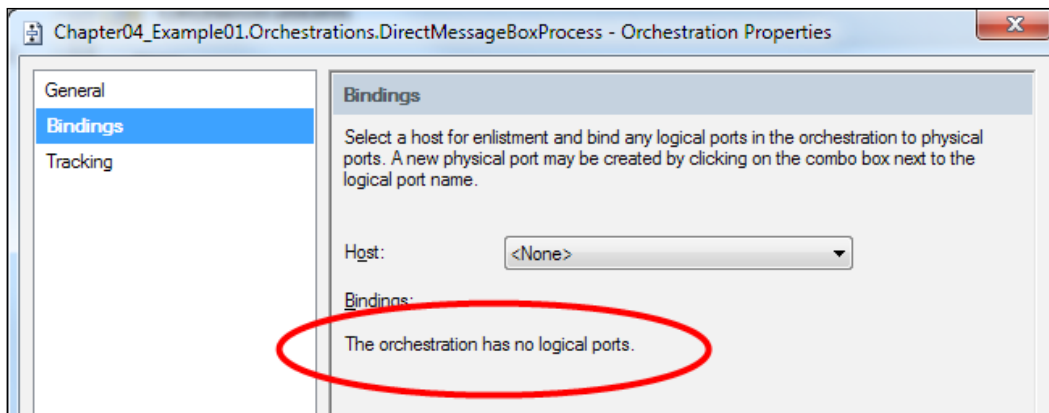 Chapter04_Example01.Orchestrations.DirectMessageBoxProcess - Orchestration Properties
General
Bindings
Tracking
Bindings
Select a host for enlistment and bind any logical ports in the orchestration to physical
ports. A new physical port may be created by clicking on the combo box next to the
logical port name.
Host:
<None>
Bindings:
The orchestration has no logical ports.